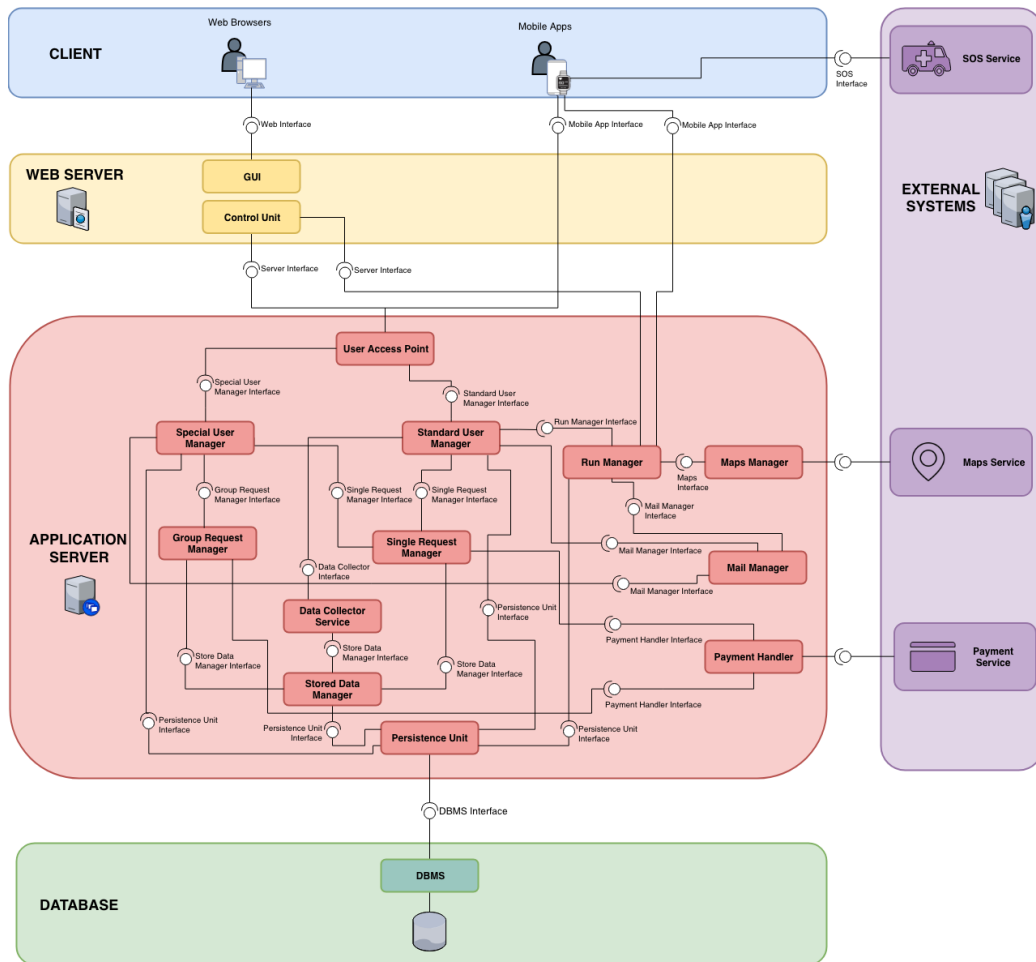 Web Browsers
Mobile Apps
CLIENT
SOS Service
SOS
Interface
Web Interface
Mobile App Interface
Mobile App Interface
WEB SERVER
GUI
Control Unit
EXTERNAL
SYSTEMS
Server Interface
Server Interface
User Access Point
Special User
Manager Interface
Standard User
Manager Interface
Run Manager Interface
Special User
Manager
Standard User
Manager
Run Manager
Maps
Interface
Maps Manager
Maps Service
Group Request
Manager Interface
Single Request
Manager Interface
Single Request
Manager Interface
Mail Manager
Interface
APPLICATION
SERVER
Group Request
Manager
Single Request
Manager
Mail Manager Interface
Mail Manager
Data Collector
Interface
Mail Manager Interface
Data Collector
Service
Persistence Unit
Interface
Payment Handler Interface
Store Data
Manager Interface
Store Data
Manager Interface
Store Data
Manager Interface
Payment Handler
Payment
Service
Stored Data
Manager
Payment Handler Interface
Persistence Unit
Interface
Persistence Unit
Interface
Persistence Unit
Persistence Unit
Interface
DBMS Interface
DBMS
DATABASE